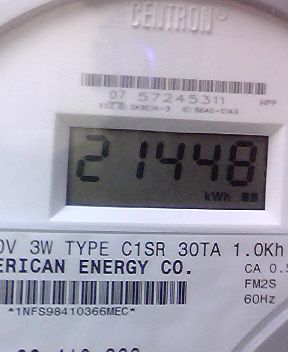 CENTRON
07 57245311 NPP
21448
kWh
0V 3W TYPE C1SR 30TA 1.0Kh
ERICAN ENERGY CO. CA 0.5
FM2S
60Hz
*1NFS98410366MEC*